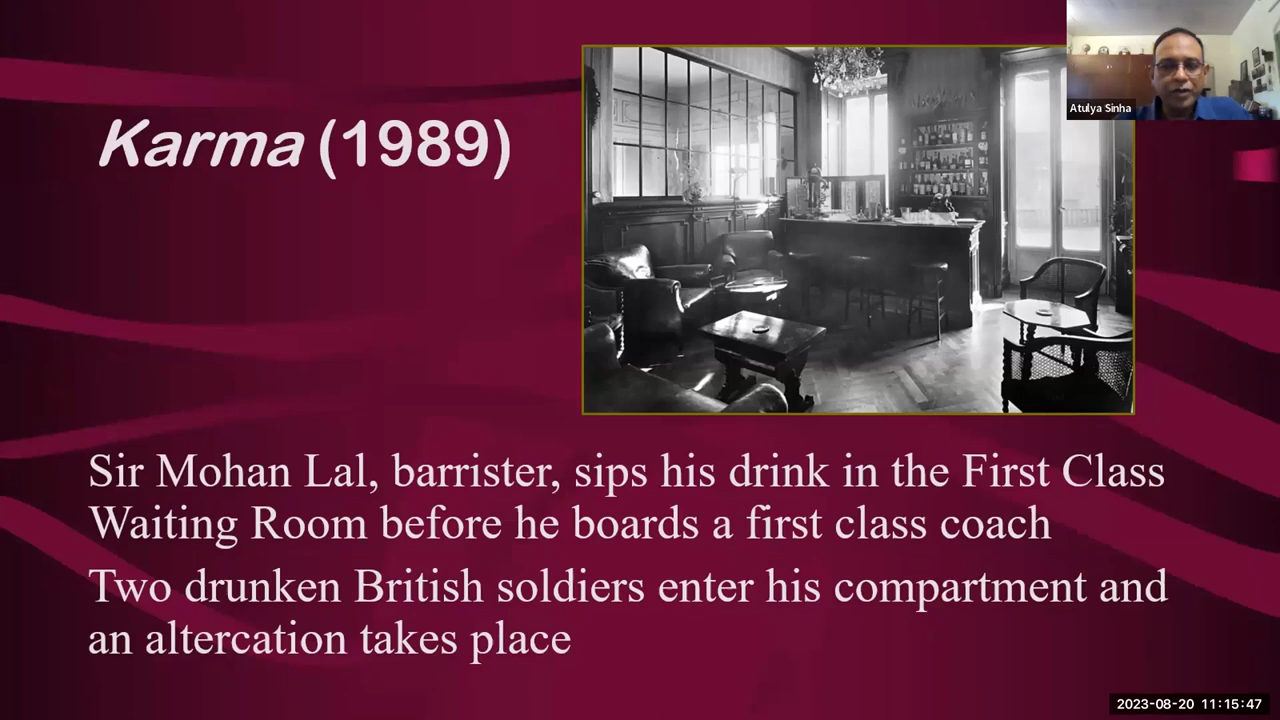 Atulya Sinha
Karma (1989)
Sir Mohan Lal, barrister, sips his drink in the First Class
Waiting Room before he boards a first class coach
Two drunken British soldiers enter his compartment and
an altercation takes place
2023-08-20 11:15:47